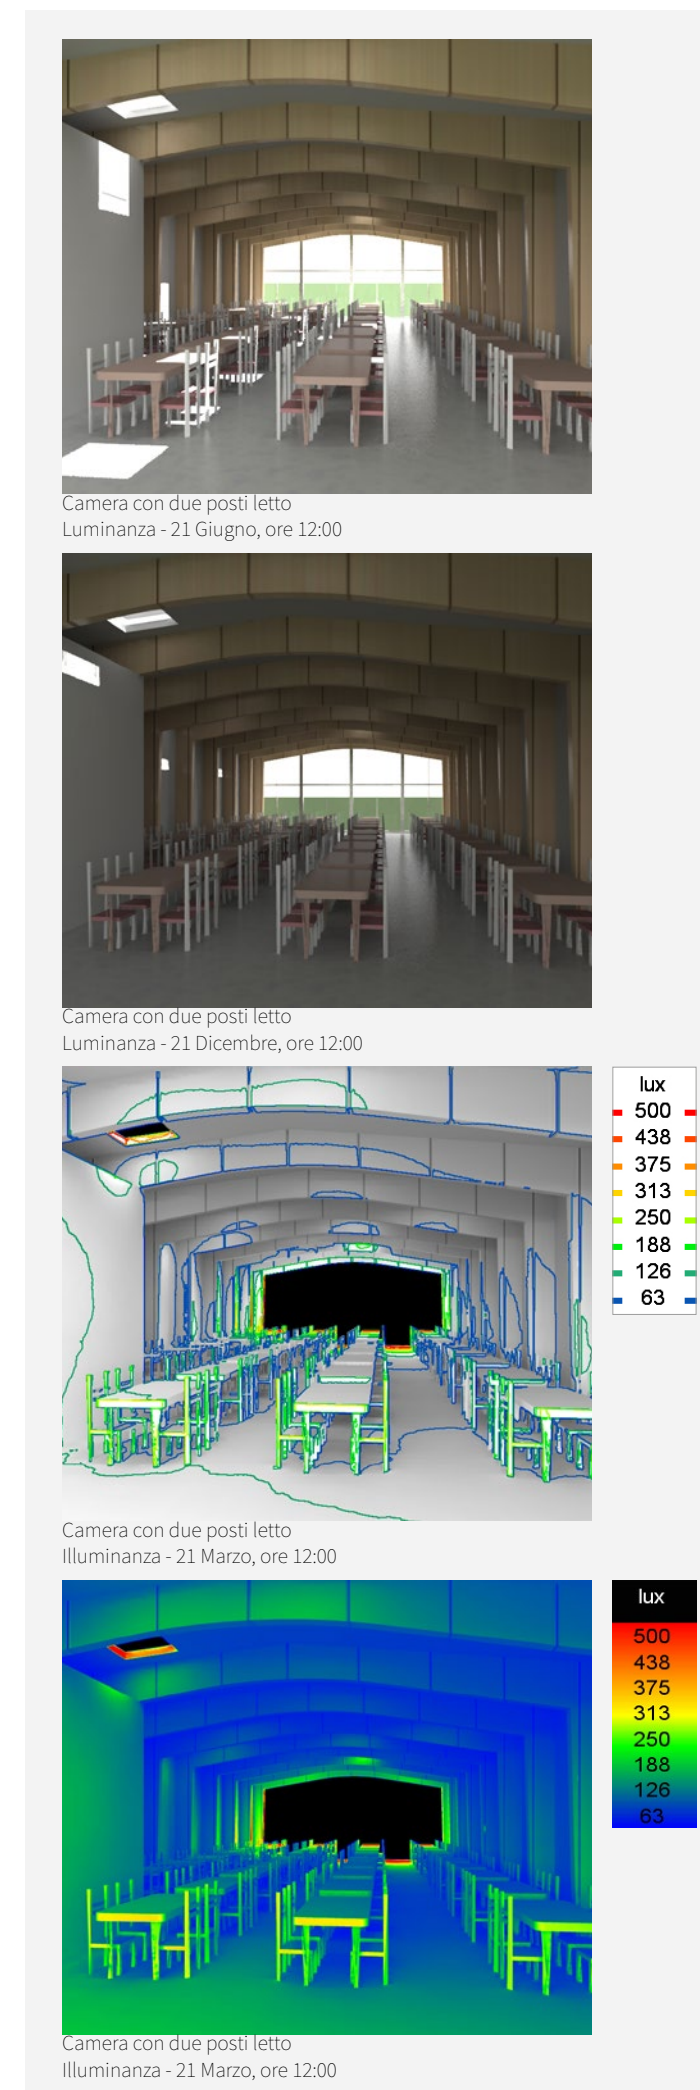 Camera con due posti letto
Luminanza - 21 Giugno, ore 12:00
Camera con due posti letto
Luminanza - 21 Dicembre, ore 12:00
lux
500
438
375
313
250
188
126
63
Camera con due posti letto
Illuminanza - 21 Marzo, ore 12:00
lux
500
438
375
313
250
188
126
63
Camera con due posti letto
Illuminanza - 21 Marzo, ore 12:00